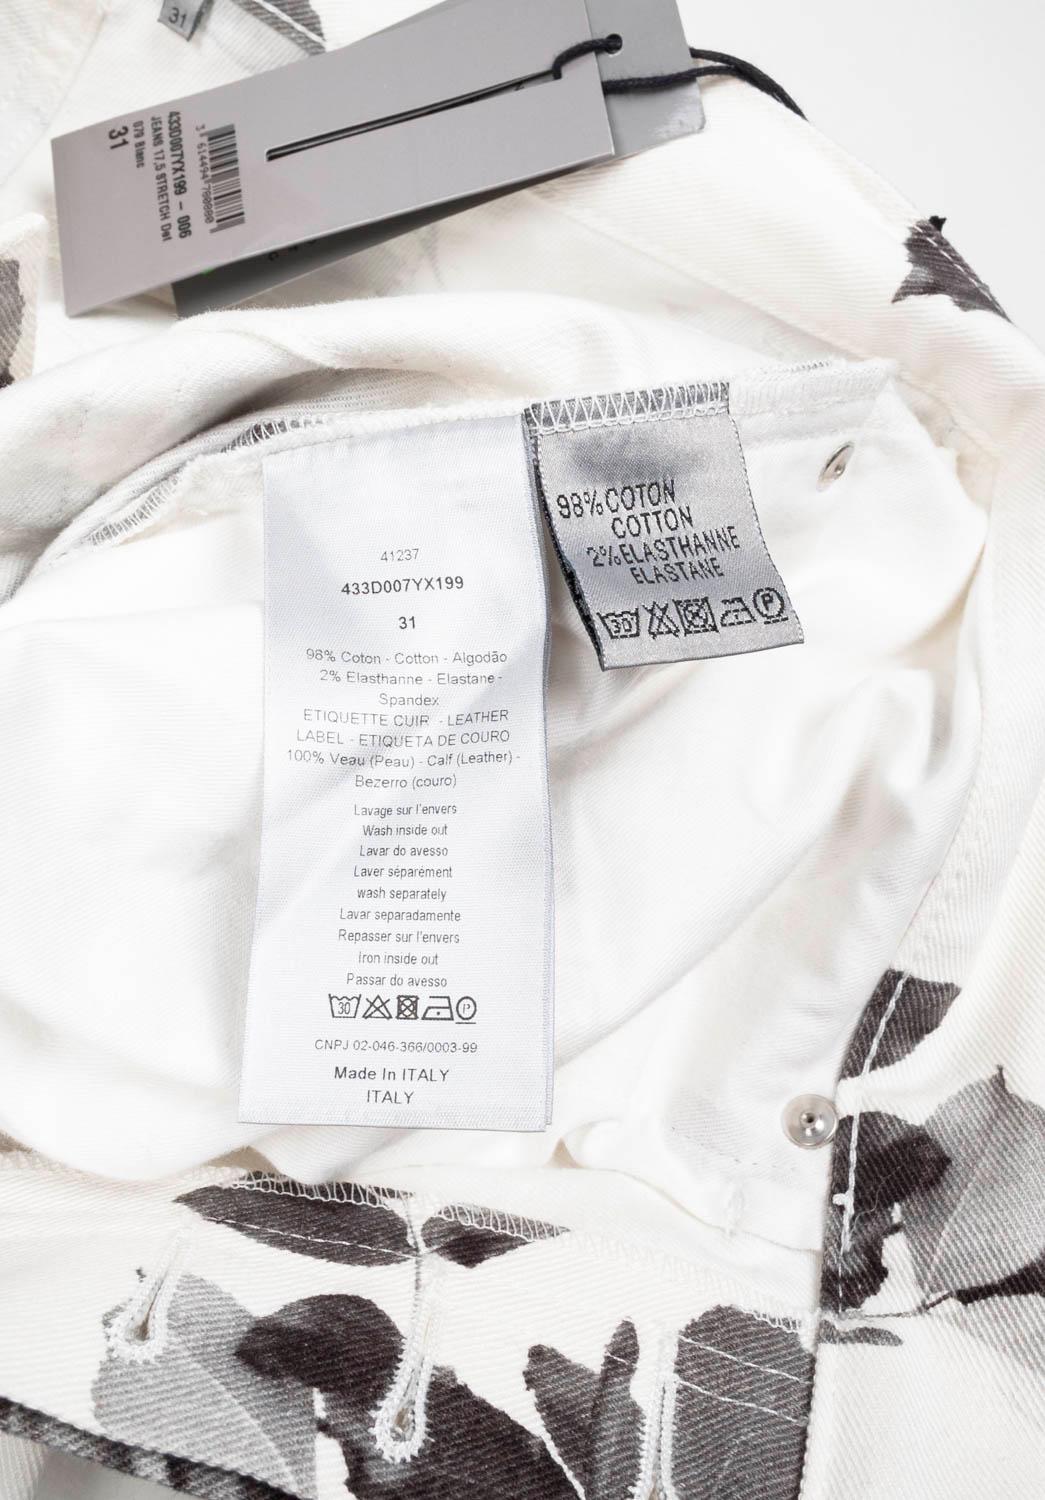 31
433D007YX199 - 006
JEANS 17,5 STRETCH Def
079 Blanc
31
3 614494 780000
98% COTON
COTTON
2% ELASTHANNE
ELASTANE
30
P
41237
433D007YX199
31
98% Coton - Cotton - Algodão
2% Elasthanne - Elastane -
Spandex
ETIQUETTE CUIR - LEATHER
LABEL - ETIQUETA DE COURO
100% Veau (Peau) - Calf (Leather) -
Bezerro (couro)
Lavage sur l'envers
Wash inside out
Lavar do avesso
Laver séparément
wash separately
Lavar separadamente
Repasser sur l'envers
Iron inside out
Passar do avesso
30
P
CNPJ 02-046-366/0003-99
Made In ITALY
ITALY